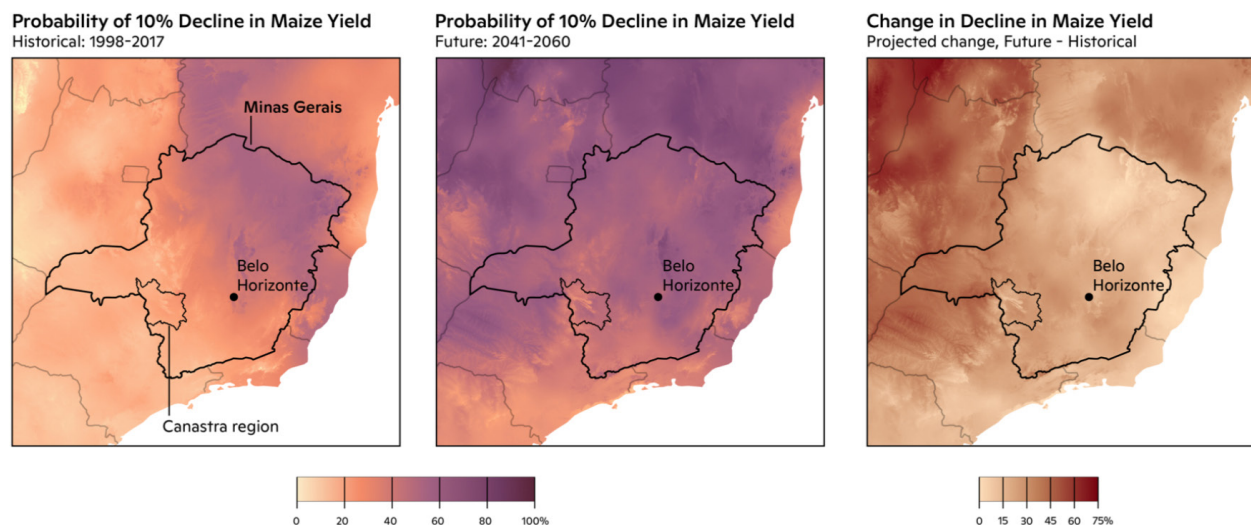 Probability of 10% Decline in Maize Yield
Historical: 1998-2017
Minas Gerais
Belo
Horizonte
Canastra region
Probability of 10% Decline in Maize Yield
Future: 2041-2060
Belo
Horizonte
0 20 40 60 80 100%
Change in Decline in Maize Yield
Projected change, Future - Historical
Belo
Horizonte
0 15 30 45 60 75%